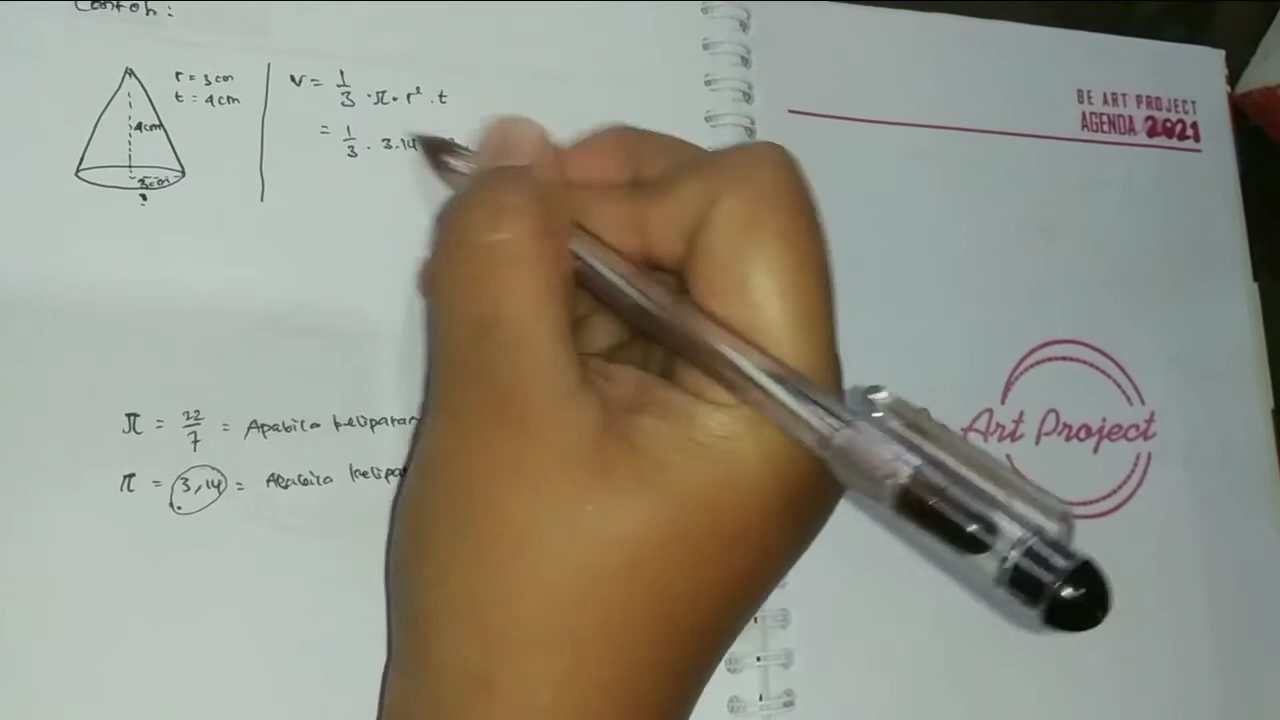 Contoh:
r = 3 cm
t = 4 cm
4cm
3cm
?
V = 1/3 · π · r² · t
= 1/3 · 3.14
π = 22/7 = Apabila kelipatan
π = 3,14 = Apabila kelipa
BE ART PROJECT
AGENDA 2021
Art Project